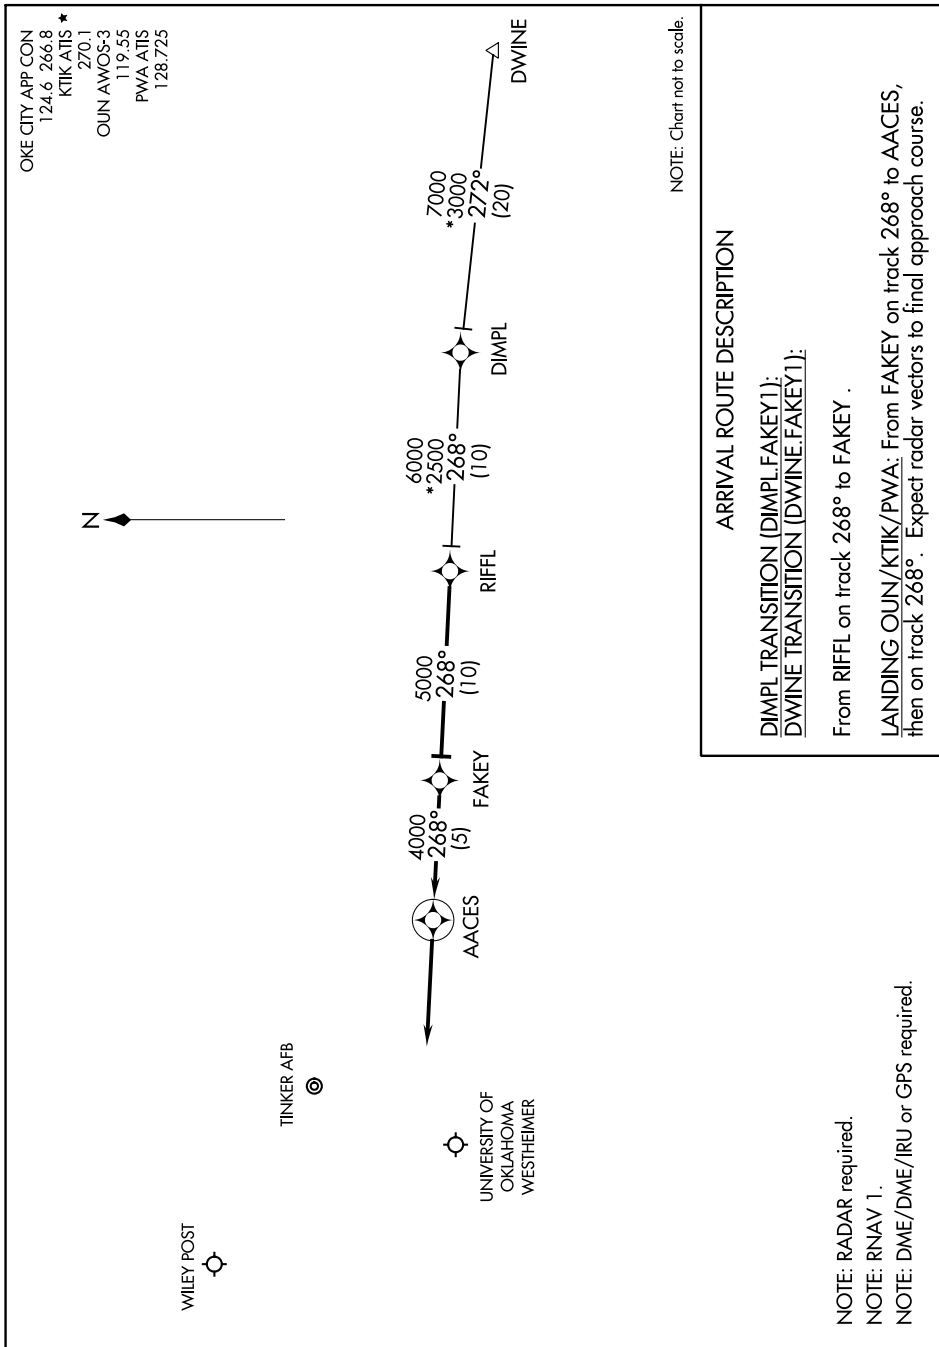 OKE CITY APP CON
124.6 266.8
KTIK ATIS ★
270.1
OUN AWOS-3
119.55
PWA ATIS
128.725
N
WILEY POST
TINKER AFB
UNIVERSITY OF
OKLAHOMA
WESTHEIMER
AACES
4000
268°
(5)
FAKEY
5000
268°
(10)
RIFFL
6000
*2500
268°
(10)
DIMPL
7000
*3000
272°
(20)
DWINE
NOTE: Chart not to scale.
NOTE: RADAR required.
NOTE: RNAV 1.
NOTE: DME/DME/IRU or GPS required.
ARRIVAL ROUTE DESCRIPTION
DIMPL TRANSITION (DIMPL.FAKEY1):
DWINE TRANSITION (DWINE.FAKEY1):
From RIFFL on track 268° to FAKEY .
LANDING OUN/KTIK/PWA: From FAKEY on track 268° to AACES,
then on track 268°. Expect radar vectors to final approach course.